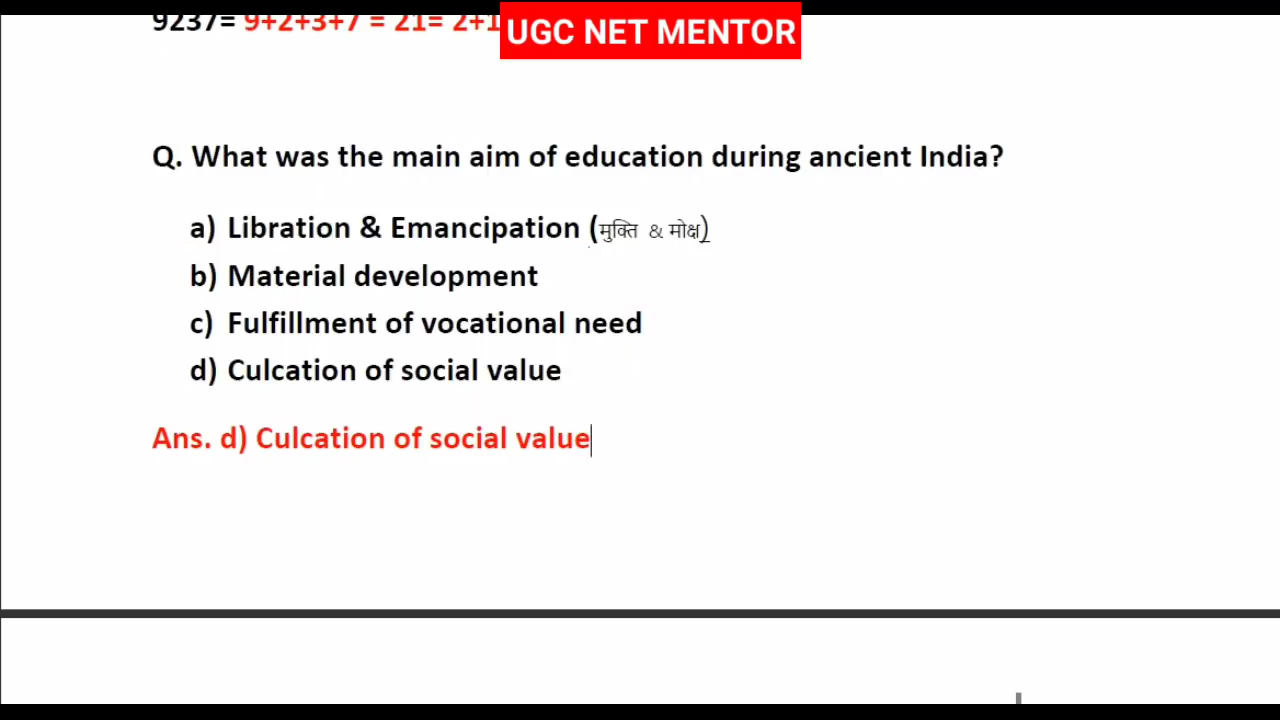 9237= 9+2+3+7 = 21= 2+1
UGC NET MENTOR
Q. What was the main aim of education during ancient India?
a) Libration & Emancipation (मुक्ति & मोक्ष)
b) Material development
c) Fulfillment of vocational need
d) Culcation of social value
Ans. d) Culcation of social value